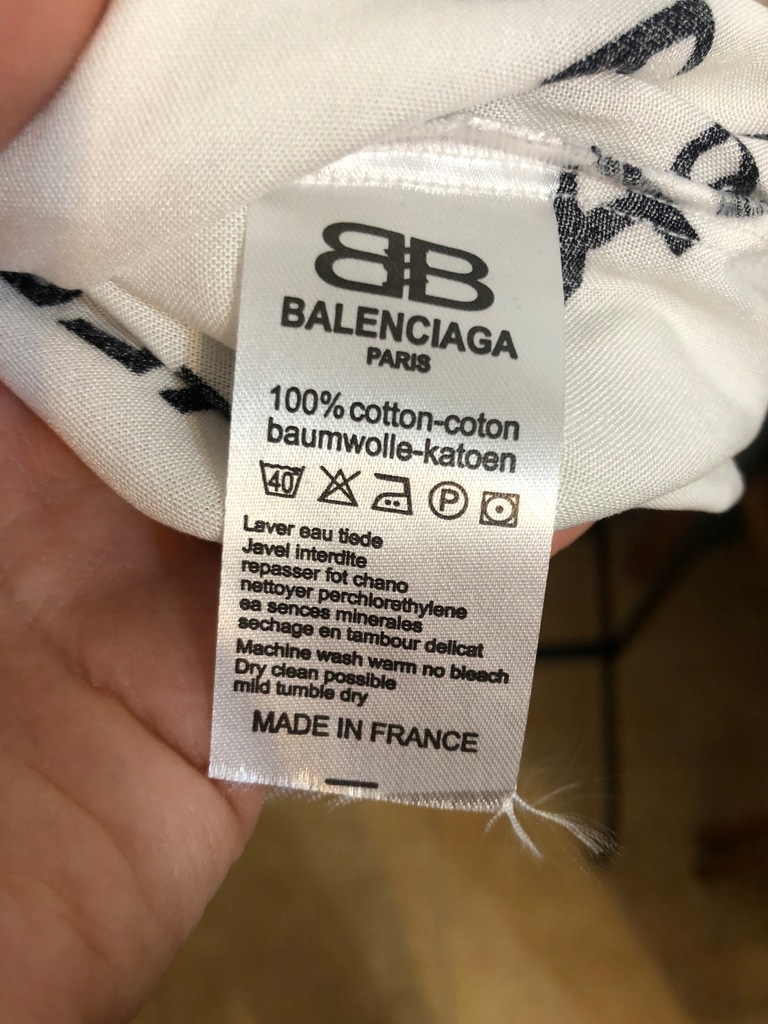 BB
BALENCIAGA
PARIS
100% cotton-coton
baumwolle-katoen
40 P
Laver eau tiede
Javel interdite
repasser fot chano
nettoyer perchlorethylene
ea sences minerales
sechage en tambour delicat
Machine wash warm no bleach
Dry clean possible
mild tumble dry
MADE IN FRANCE